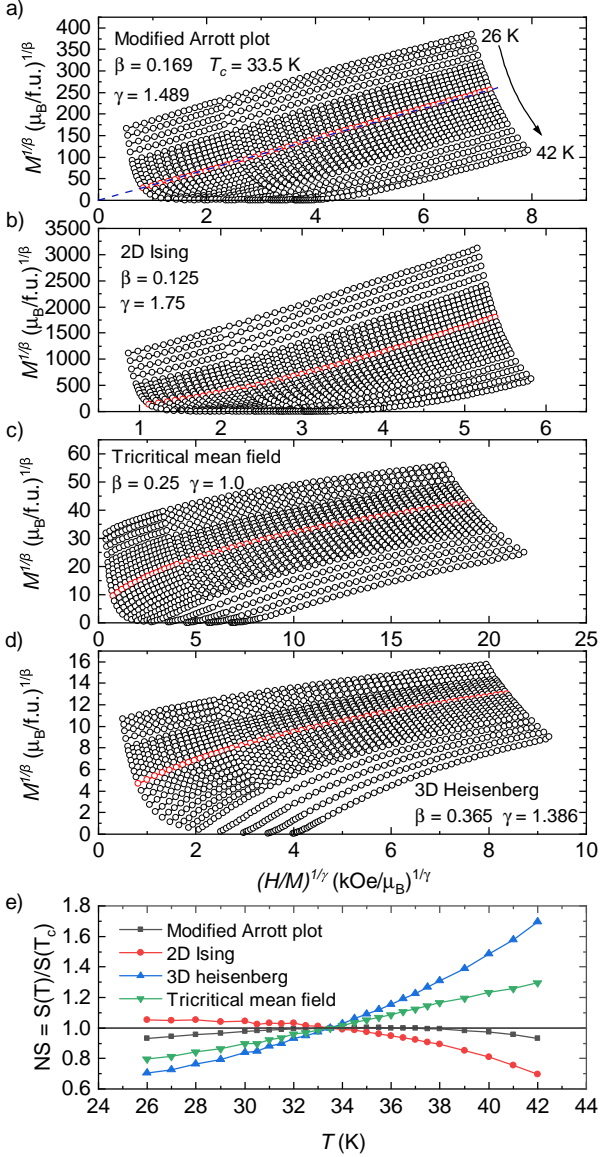 a)
Modified Arrott plot
β = 0.169 T_c = 33.5 K
γ = 1.489
26 K
42 K
M^{1/β} (μ_B/f.u.)^{1/β}
400
350
300
250
200
150
100
50
0
0 2 4 6 8
b)
2D Ising
β = 0.125
γ = 1.75
M^{1/β} (μ_B/f.u.)^{1/β}
3500
3000
2500
2000
1500
1000
500
0
1 2 3 4 5 6
c)
Tricritical mean field
β = 0.25 γ = 1.0
M^{1/β} (μ_B/f.u.)^{1/β}
60
50
40
30
20
10
0
0 5 10 15 20 25
d)
3D Heisenberg
β = 0.365 γ = 1.386
M^{1/β} (μ_B/f.u.)^{1/β}
16
14
12
10
8
6
4
2
0
0 2 4 6 8 10
(H/M)^{1/γ} (kOe/μ_B)^{1/γ}
e)
Modified Arrott plot
2D Ising
3D heisenberg
Tricritical mean field
NS = S(T)/S(T_c)
1.8
1.6
1.4
1.2
1.0
0.8
0.6
24 26 28 30 32 34 36 38 40 42 44
T (K)